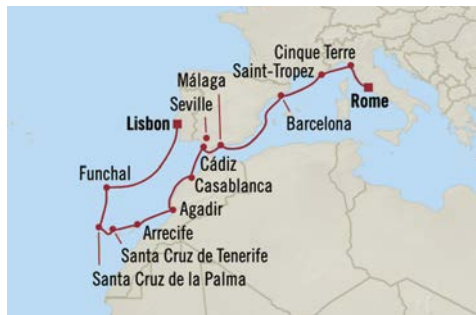 Cinque Terre
Saint-Tropez
Málaga
Seville
Rome
Lisbon
Barcelona
Cádiz
Funchal
Casablanca
Agadir
Arrecife
Santa Cruz de Tenerife
Santa Cruz de la Palma